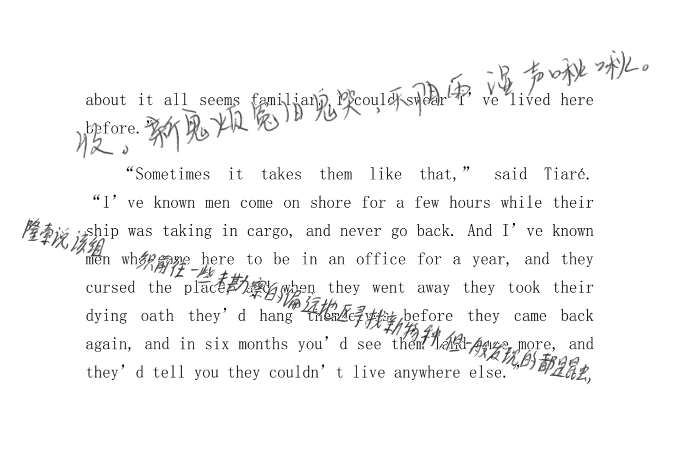 about it all seems familiar. I could swear I’ve lived here
before.”
收。新鬼烦冤旧鬼哭，天阴雨湿声啾啾。
“Sometimes it takes them like that,” said Tiaré.
“I’ve known men come on shore for a few hours while their
ship was taking in cargo, and never go back. And I’ve known
men who came here to be in an office for a year, and they
cursed the place, and when they went away they took their
dying oath they’d hang themselves before they came back
again, and in six months you’d see them land once more, and
they’d tell you they couldn’t live anywhere else.”
隆索说该组
织前往一些未勘察的偏远地区寻找新物种，但一般发现的都是昆虫，